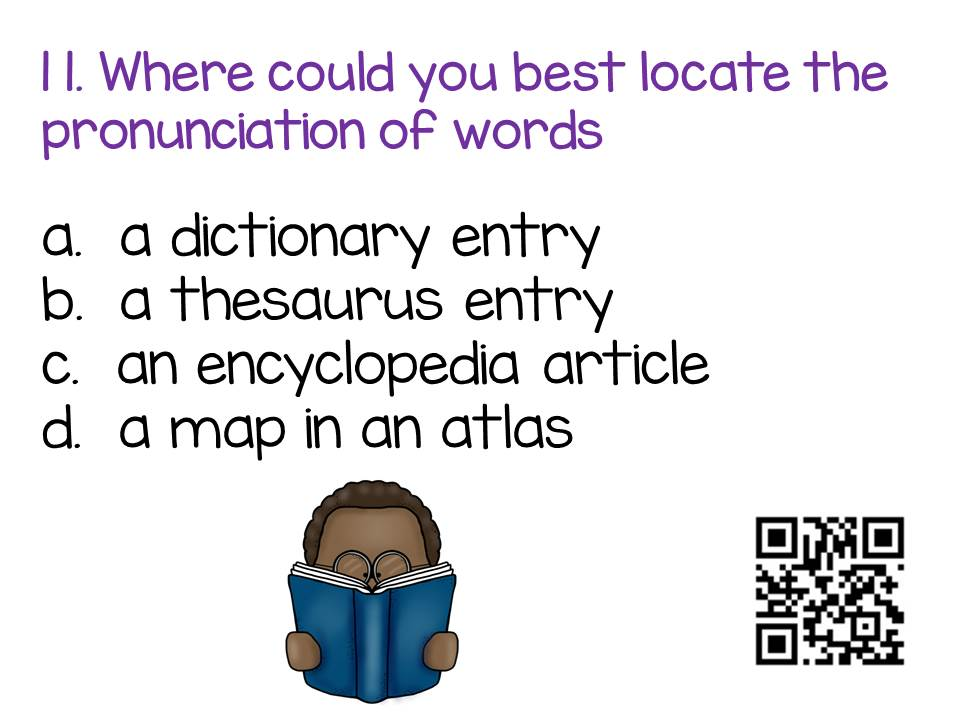 11. Where could you best locate the
pronunciation of words
a. a dictionary entry
b. a thesaurus entry
c. an encyclopedia article
d. a map in an atlas